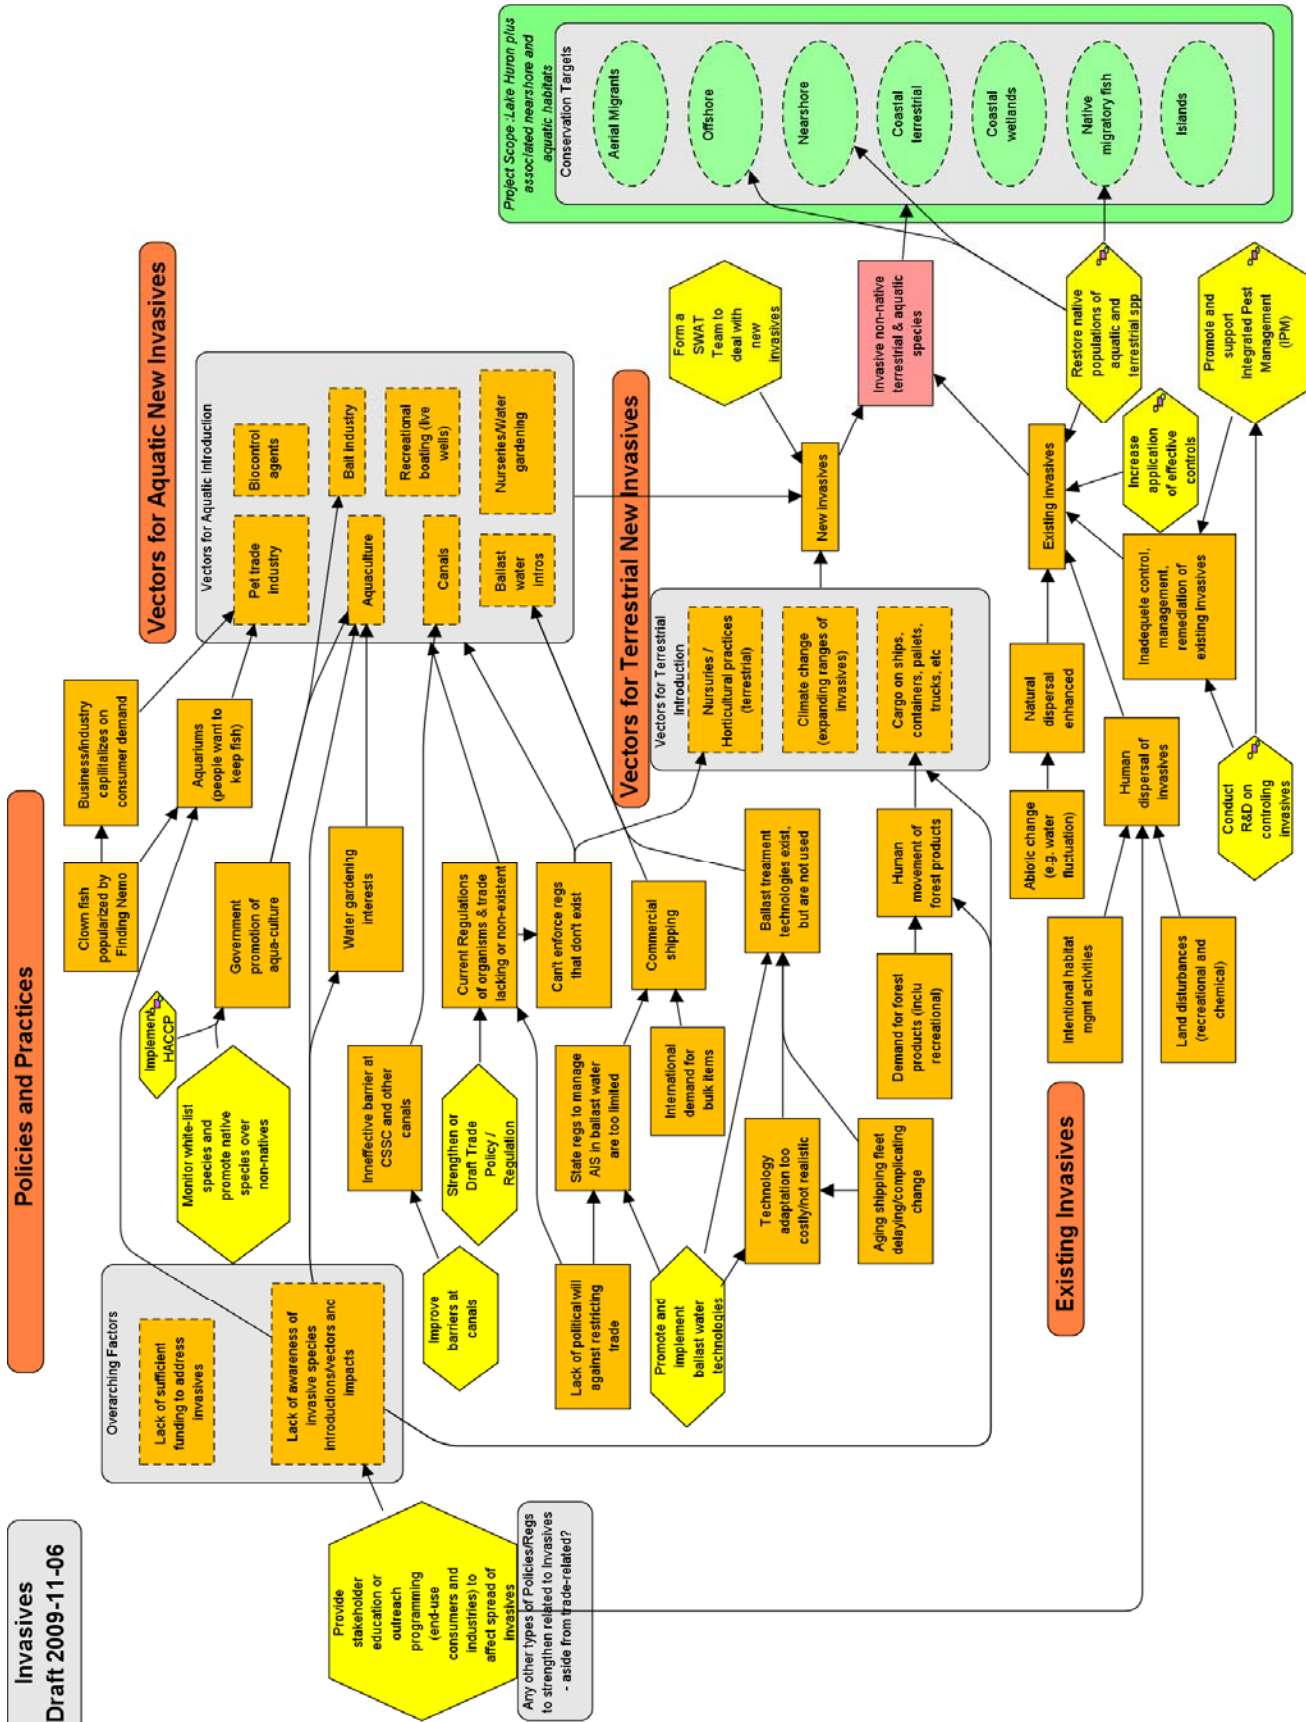 Invasives
Draft 2009-11-06
Policies and Practices
Vectors for Aquatic New Invasives
Overarching Factors
Lack of sufficient
funding to address
invasives
Lack of awareness of
invasive species
introductions/vectors and
impacts
Provide
stakeholder
education or
outreach
programming
(end-use
consumers and
industries) to
affect spread of
invasives
Any other types of Policies/Regs
to strengthen related to Invasives
- aside from trade-related?
Implement
HACCP
Monitor white-list
species and
promote native
species over
non-natives
Clown fish
popularized by
Finding Nemo
Business/industry
capilitalizes on
consumer demand
Aquariums
(people want to
keep fish)
Government
promotion of
aqua-culture
Water gardening
interests
Inneffective barrier at
CSSC and other
canals
Improve
barriers at
canals
Strengthen or
Draft Trade
Policy /
Regulation
Current Regulations
of organisms & trade
lacking or non-existent
Can't enforce regs
that don't exist
Lack of political will
against restricting
trade
State regs to manage
AIS in ballast water
are too limited
International
demand for
bulk items
Commercial
shipping
Promote and
implement
ballast water
technologies
Technology
adaptation too
costly/not realistic
Aging shipping fleet
delaying/complicating
change
Ballast treatment
technologies exist,
but are not used
Demand for forest
products (inclu
recreational)
Human
movement of
forest products
Vectors for Aquatic Introduction
Pet trade
industry
Biocontrol
agents
Aquaculture
Bait industry
Canals
Recreational
boating (live
wells)
Ballast
water
intros
Nurseries/Water
gardening
Vectors for Terrestrial New Invasives
Vectors for Terrestrial
Introduction
Nursuries /
Horticultural practices
(terrestrial)
Climate change
(expanding ranges of
invasives)
Cargo on ships,
containers, pallets,
trucks, etc
Form a
SWAT
Team to
deal with
new
invasives
New invasives
Invasive non-native
terrestrial & aquatic
species
Existing Invasives
Intentional habitat
mgmt activities
Land disturbances
(recreational and
chemical)
Abioric change
(e.g. water
fluctuation)
Natural
dispersal
enhanced
Human
dispersal of
invasives
Conduct
R&D on
controling
invasives
Existing invasives
Inadequete control,
management,
remediation of
existing invasives
Increase
application
of effective
controls
Restore native
populations of
aquatic and
terrestrial spp
Promote and
support
Integrated Pest
Management
(IPM)
Project Scope :Lake Huron plus
associated nearshore and
aquatic habitats
Conservation Targets
Aerial Migrants
Offshore
Nearshore
Coastal
terrestrial
Coastal
wetlands
Native
migratory fish
Islands